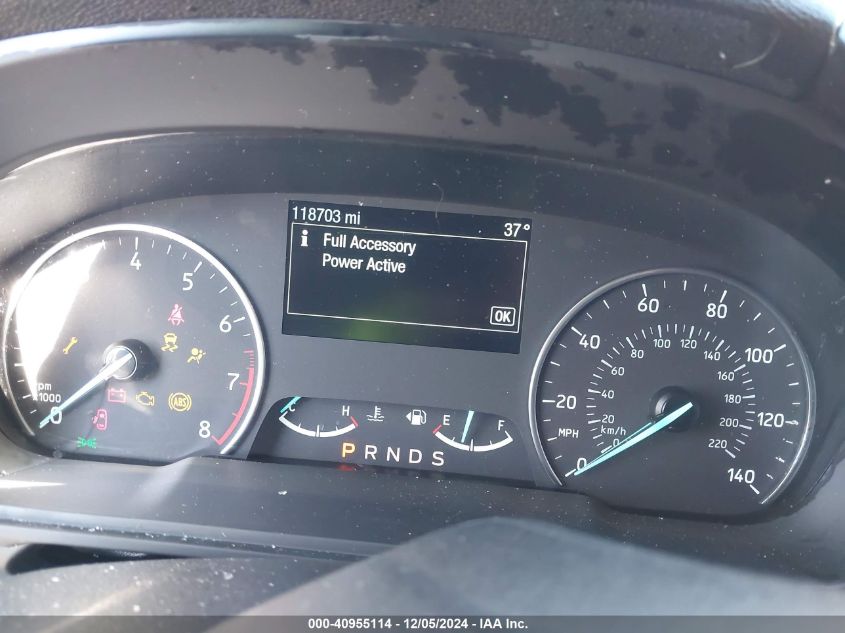 118703 mi
37°
i Full Accessory
Power Active
OK
4
5
6
7
8
0
rpm
x1000
ABS
C H
E F
P R N D S
0 20 40 60 80 100 120 140
MPH
0 20 40 60 80 100 120 140 160 180 200 220
km/h
000-40955114 - 12/05/2024 - IAA Inc.